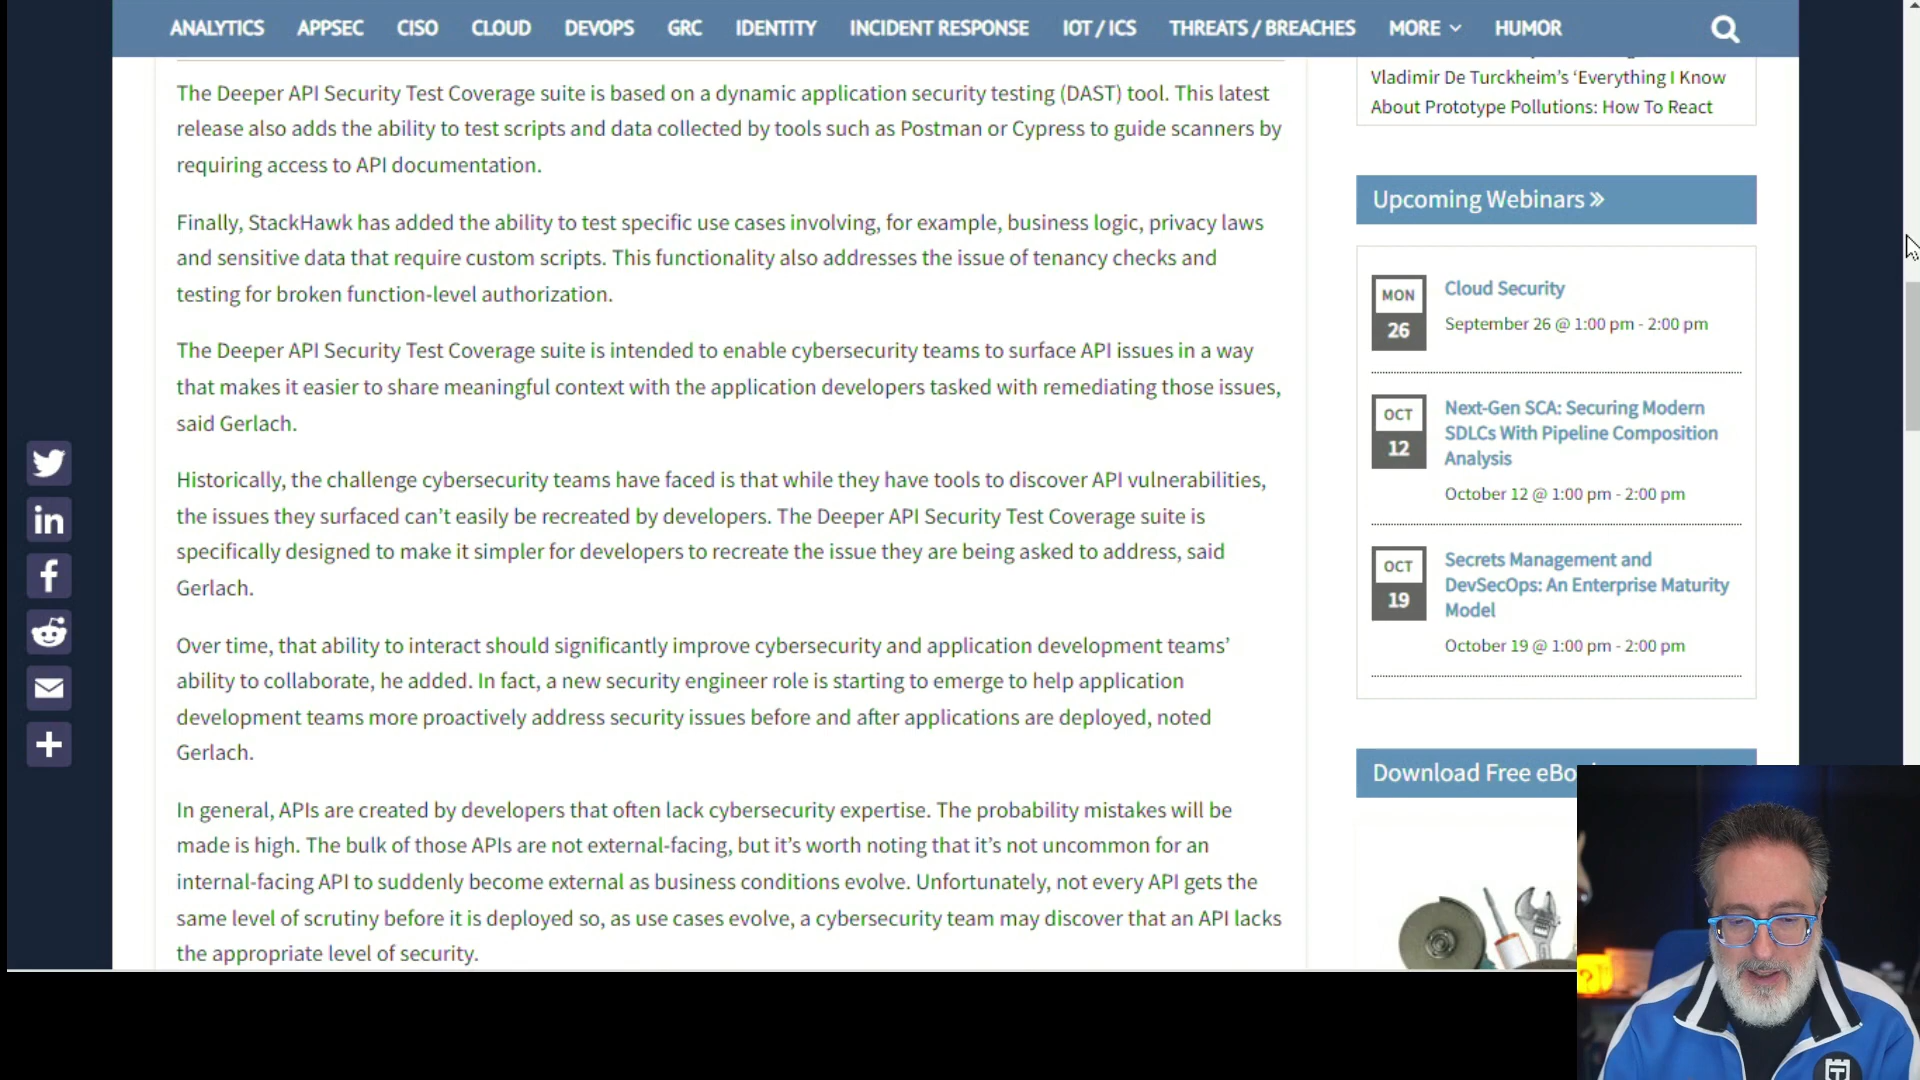 ANALYTICS APPSEC CISO CLOUD DEVOPS GRC IDENTITY INCIDENT RESPONSE IOT / ICS THREATS / BREACHES MORE HUMOR
The Deeper API Security Test Coverage suite is based on a dynamic application security testing (DAST) tool. This latest
release also adds the ability to test scripts and data collected by tools such as Postman or Cypress to guide scanners by
requiring access to API documentation.
Finally, StackHawk has added the ability to test specific use cases involving, for example, business logic, privacy laws
and sensitive data that require custom scripts. This functionality also addresses the issue of tenancy checks and
testing for broken function-level authorization.
The Deeper API Security Test Coverage suite is intended to enable cybersecurity teams to surface API issues in a way
that makes it easier to share meaningful context with the application developers tasked with remediating those issues,
said Gerlach.
Historically, the challenge cybersecurity teams have faced is that while they have tools to discover API vulnerabilities,
the issues they surfaced can’t easily be recreated by developers. The Deeper API Security Test Coverage suite is
specifically designed to make it simpler for developers to recreate the issue they are being asked to address, said
Gerlach.
Over time, that ability to interact should significantly improve cybersecurity and application development teams’
ability to collaborate, he added. In fact, a new security engineer role is starting to emerge to help application
development teams more proactively address security issues before and after applications are deployed, noted
Gerlach.
In general, APIs are created by developers that often lack cybersecurity expertise. The probability mistakes will be
made is high. The bulk of those APIs are not external-facing, but it’s worth noting that it’s not uncommon for an
internal-facing API to suddenly become external as business conditions evolve. Unfortunately, not every API gets the
same level of scrutiny before it is deployed so, as use cases evolve, a cybersecurity team may discover that an API lacks
the appropriate level of security.
Vladimir De Turckheim’s ‘Everything I Know
About Prototype Pollutions: How To React
Upcoming Webinars »
MON
26
Cloud Security
September 26 @ 1:00 pm - 2:00 pm
OCT
12
Next-Gen SCA: Securing Modern
SDLCs With Pipeline Composition
Analysis
October 12 @ 1:00 pm - 2:00 pm
OCT
19
Secrets Management and
DevSecOps: An Enterprise Maturity
Model
October 19 @ 1:00 pm - 2:00 pm
Download Free